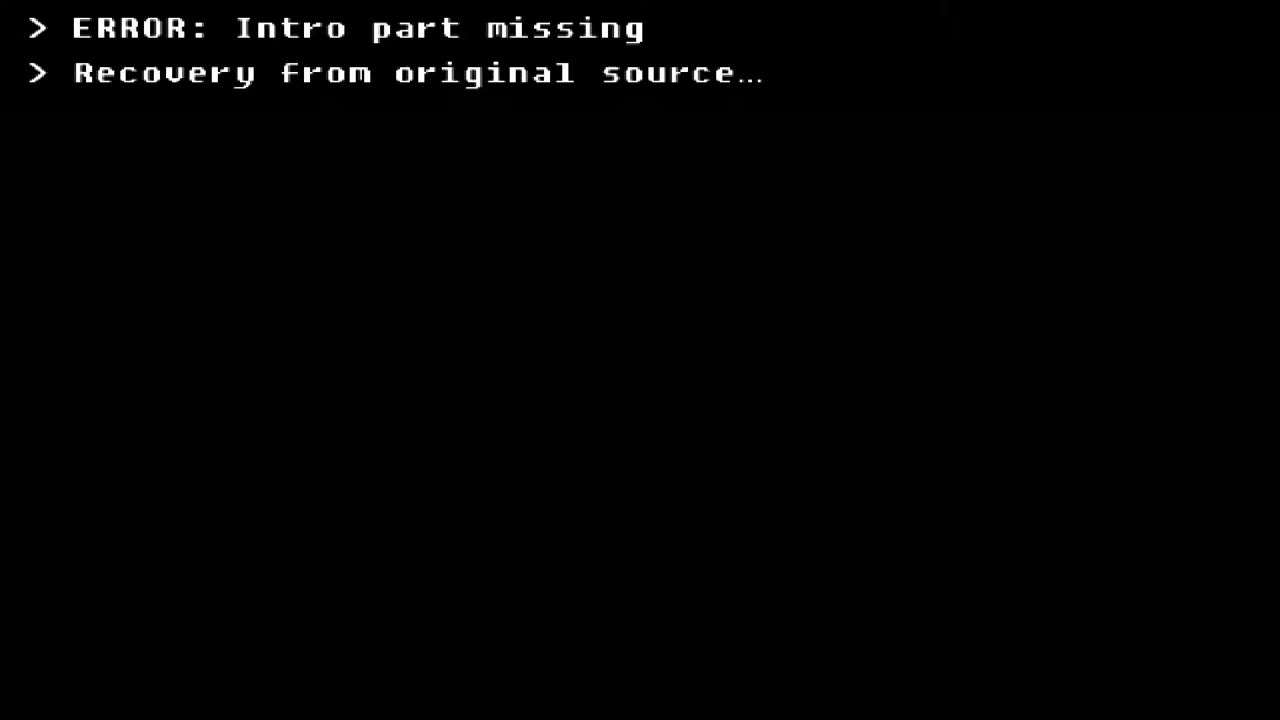 > ERROR: Intro part missing
> Recovery from original source…